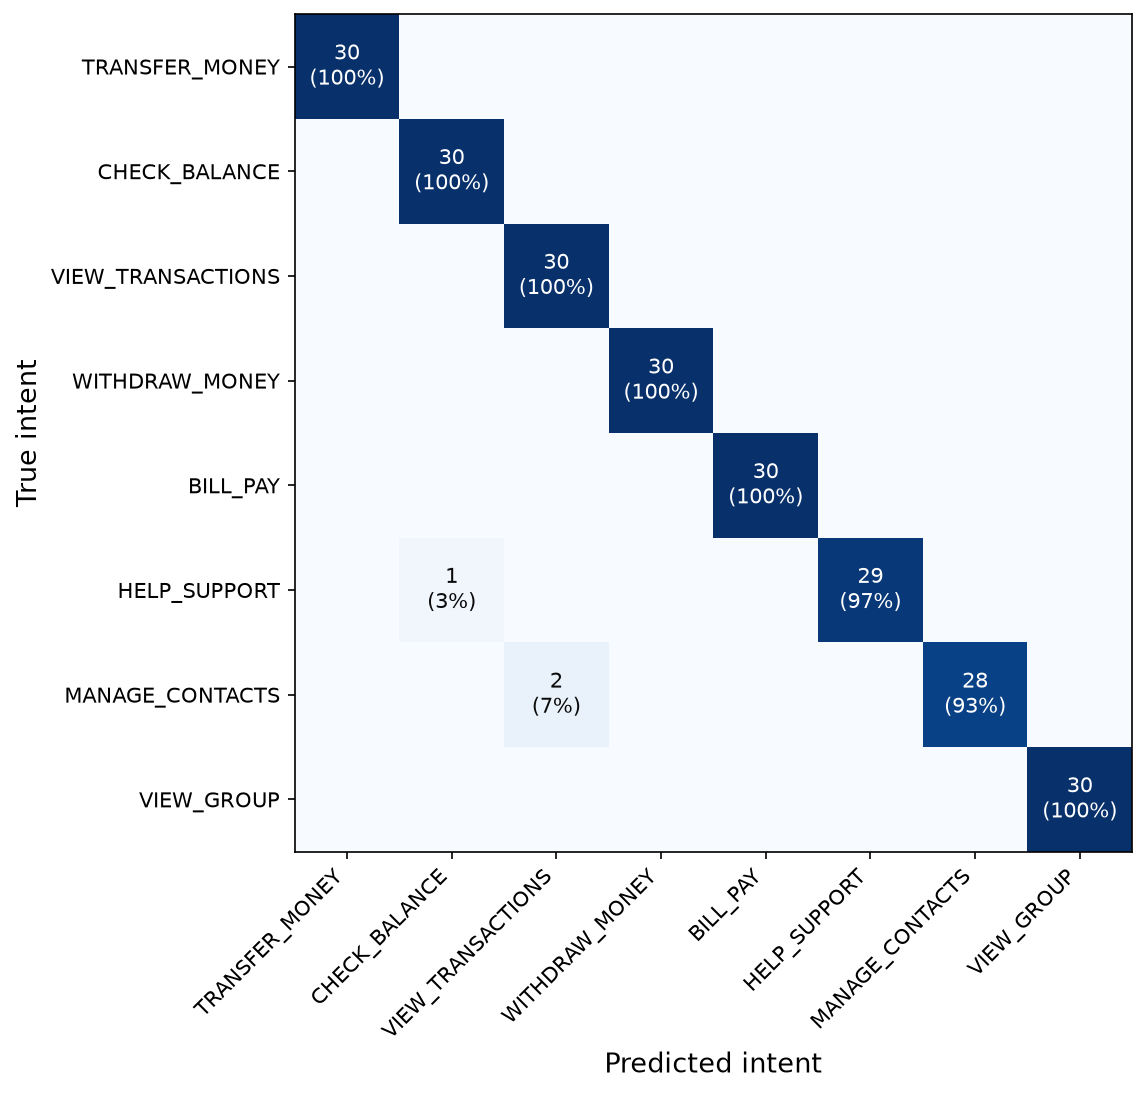 TRANSFER_MONEY
30
(100%)
CHECK_BALANCE
30
(100%)
VIEW_TRANSACTIONS
30
(100%)
WITHDRAW_MONEY
30
(100%)
BILL_PAY
30
(100%)
HELP_SUPPORT
1
(3%)
29
(97%)
MANAGE_CONTACTS
2
(7%)
28
(93%)
VIEW_GROUP
30
(100%)
True intent
TRANSFER_MONEY
CHECK_BALANCE
VIEW_TRANSACTIONS
WITHDRAW_MONEY
BILL_PAY
HELP_SUPPORT
MANAGE_CONTACTS
VIEW_GROUP
Predicted intent